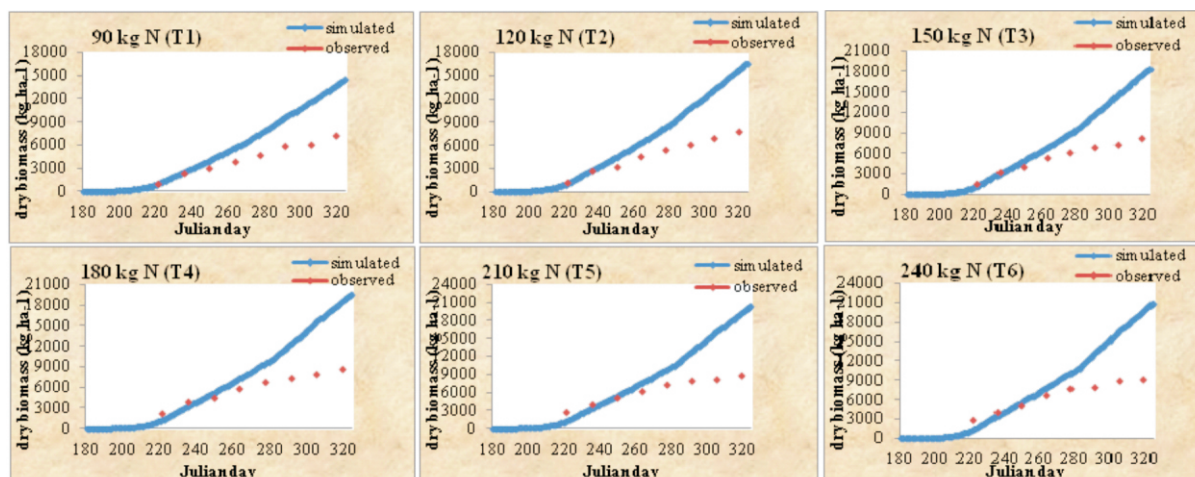 90 kg N (T1)
simulated
observed
dry biomass (kg ha-1)
18000
15000
12000
9000
6000
3000
0
180 200 220 240 260 280 300 320
Julian day
120 kg N (T2)
simulated
observed
dry biomass (kg ha-1)
18000
15000
12000
9000
6000
3000
0
180 200 220 240 260 280 300 320
Julian day
150 kg N (T3)
simulated
observed
dry biomass (kg ha-1)
21000
18000
15000
12000
9000
6000
3000
0
180 200 220 240 260 280 300 320
Julian day
180 kg N (T4)
simulated
observed
dry biomass (kg ha-1)
21000
18000
15000
12000
9000
6000
3000
0
180 200 220 240 260 280 300 320
Julian day
210 kg N (T5)
simulated
observed
dry biomass (kg ha-1)
24000
21000
18000
15000
12000
9000
6000
3000
0
180 200 220 240 260 280 300 320
Julian day
240 kg N (T6)
simulated
observed
dry biomass (kg ha-1)
24000
21000
18000
15000
12000
9000
6000
3000
0
180 200 220 240 260 280 300 320
Julian day